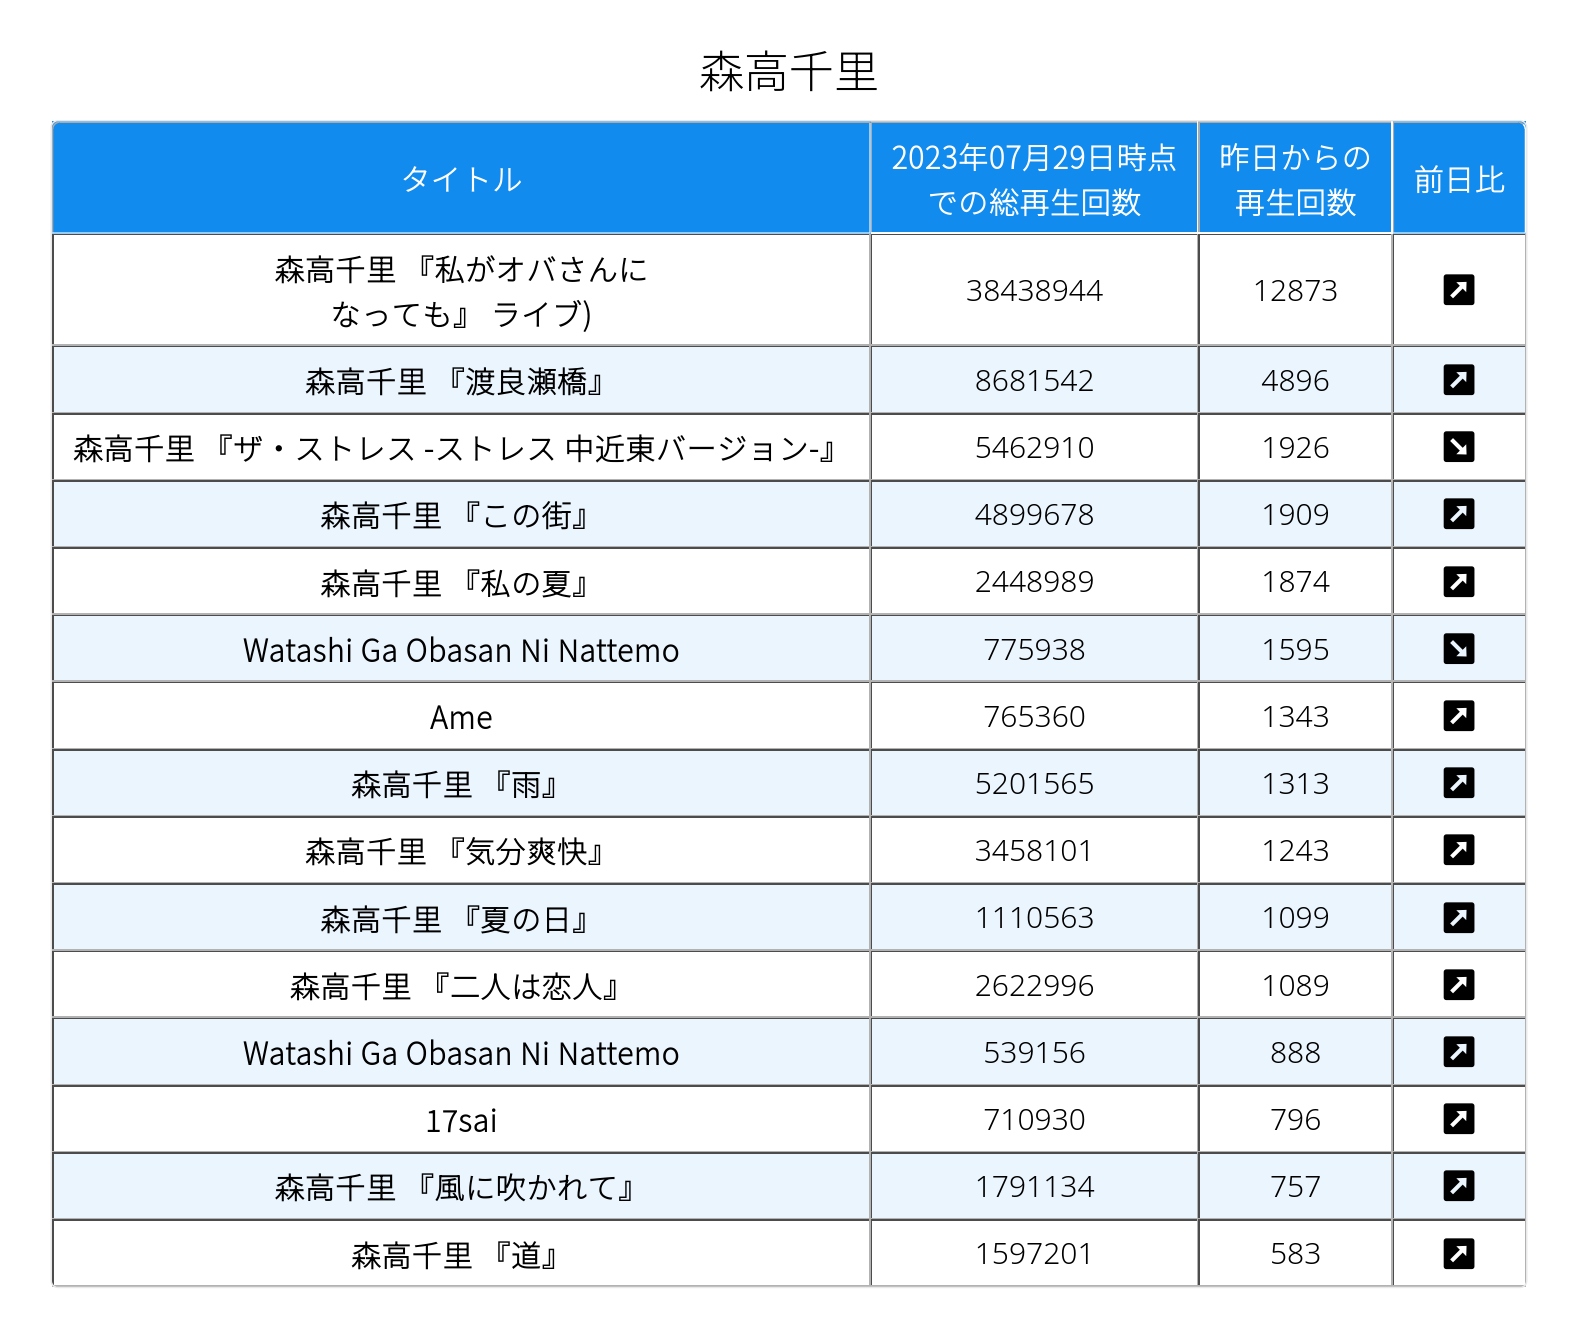 森高千里
タイトル
2023年07月29日時点
での総再生回数
昨日からの
再生回数
前日比
森高千里 『私がオバさんに
なっても』 ライブ)
38438944
12873
森高千里 『渡良瀬橋』
8681542
4896
森高千里 『ザ・ストレス -ストレス 中近東バージョン-』
5462910
1926
森高千里 『この街』
4899678
1909
森高千里 『私の夏』
2448989
1874
Watashi Ga Obasan Ni Nattemo
775938
1595
Ame
765360
1343
森高千里 『雨』
5201565
1313
森高千里 『気分爽快』
3458101
1243
森高千里 『夏の日』
1110563
1099
森高千里 『二人は恋人』
2622996
1089
Watashi Ga Obasan Ni Nattemo
539156
888
17sai
710930
796
森高千里 『風に吹かれて』
1791134
757
森高千里 『道』
1597201
583